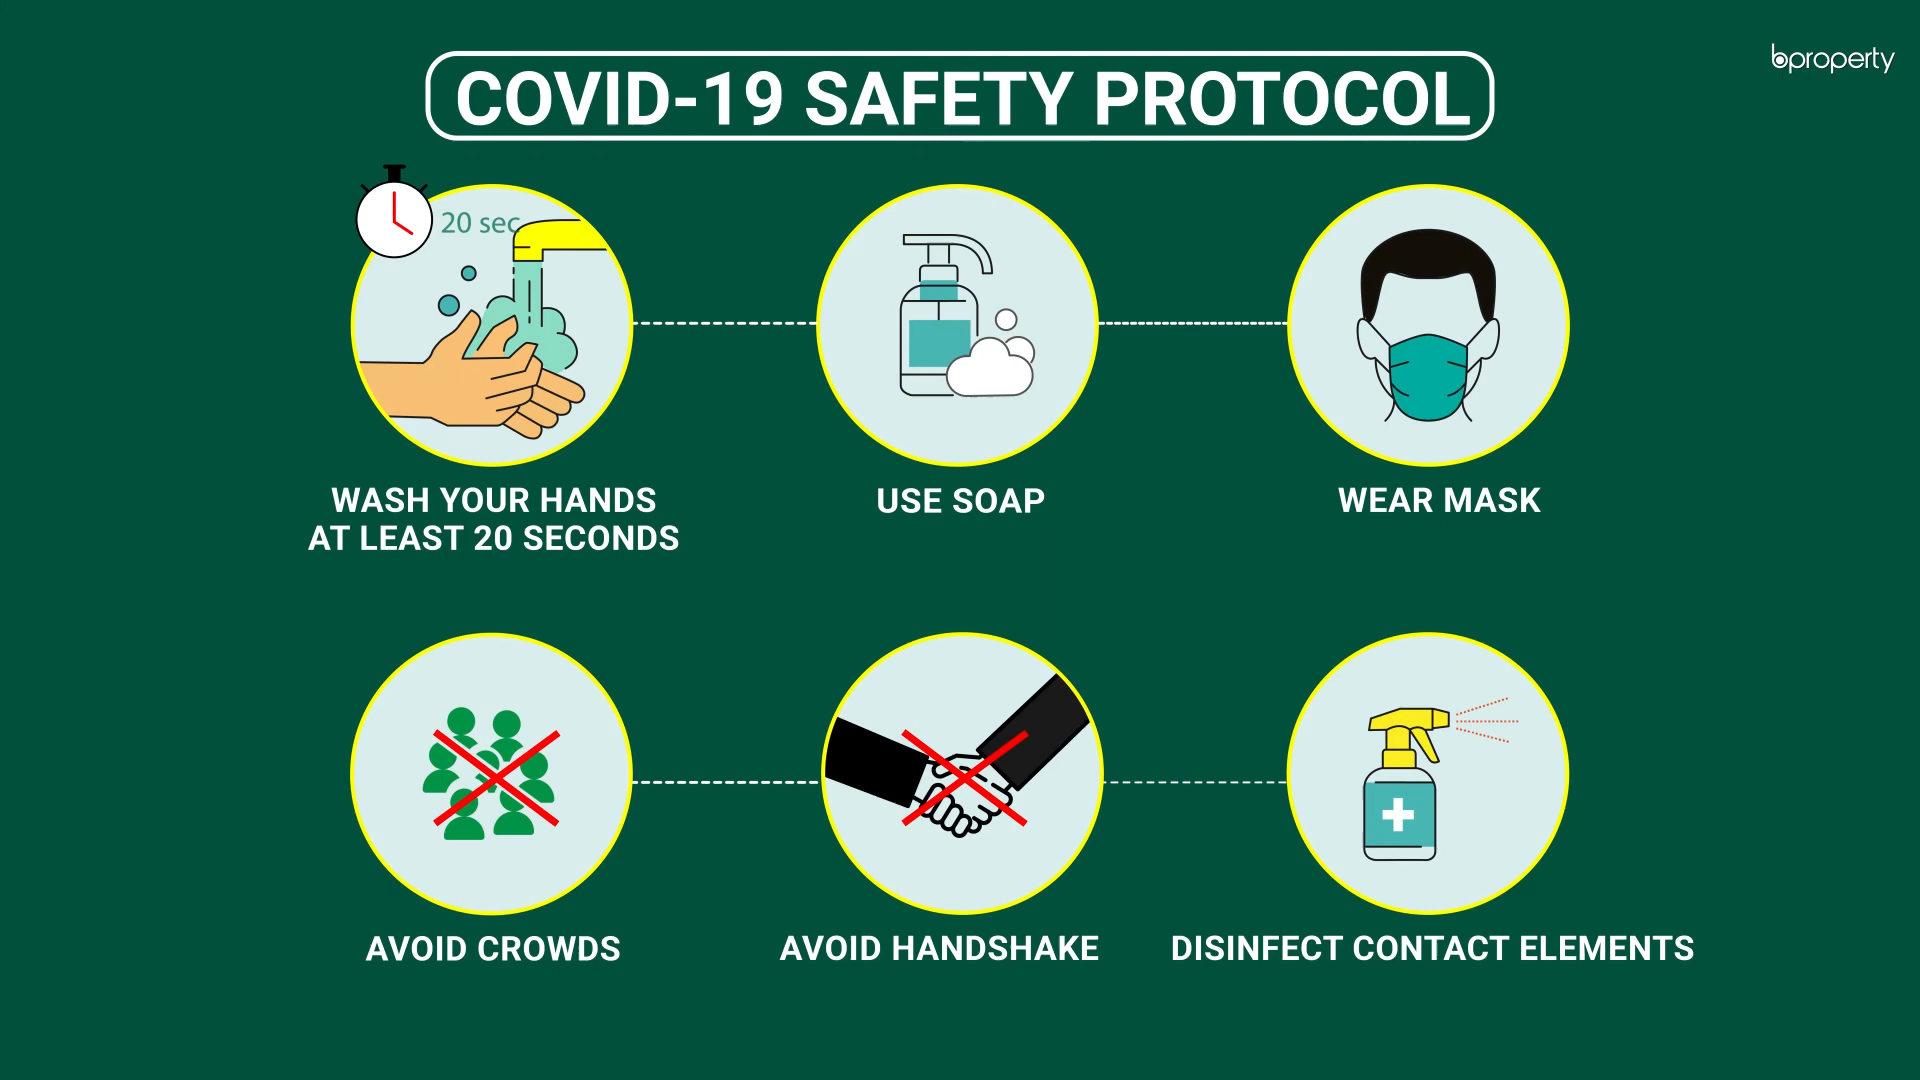 COVID-19 SAFETY PROTOCOL
bproperty
20 sec
WASH YOUR HANDS
AT LEAST 20 SECONDS
USE SOAP
WEAR MASK
AVOID CROWDS
AVOID HANDSHAKE
DISINFECT CONTACT ELEMENTS